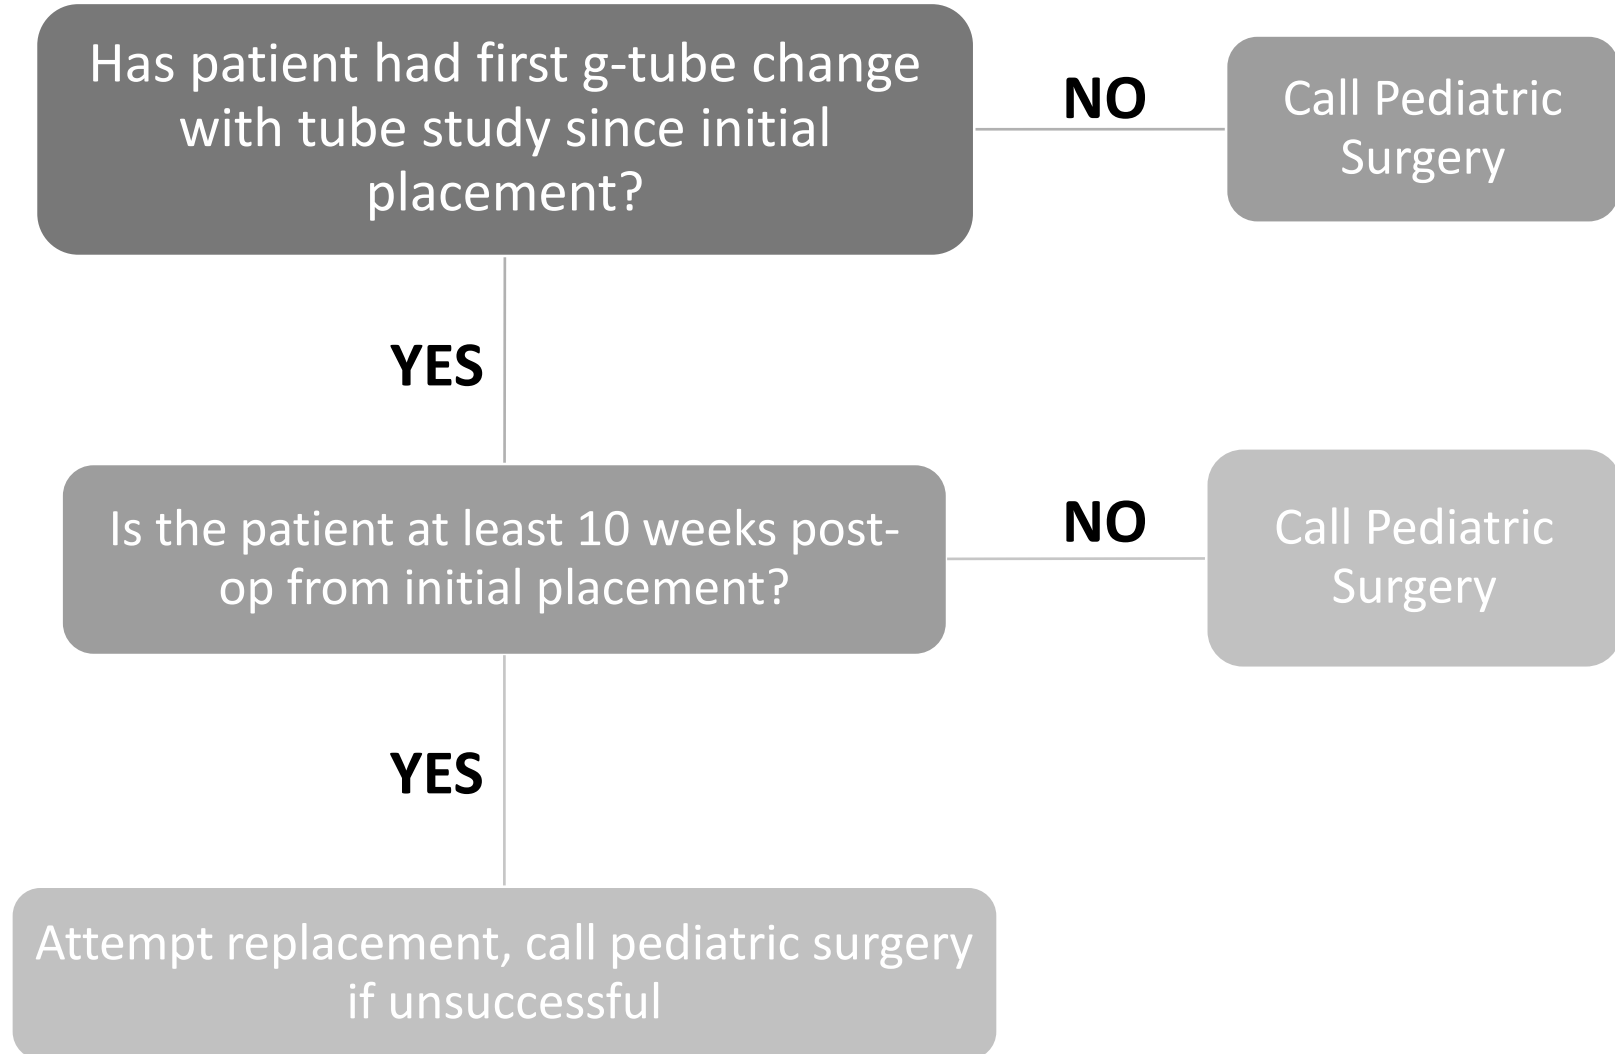 Has patient had first g-tube change
with tube study since initial
placement?
NO
Call Pediatric
Surgery
YES
Is the patient at least 10 weeks post-
op from initial placement?
NO
Call Pediatric
Surgery
YES
Attempt replacement, call pediatric surgery
if unsuccessful